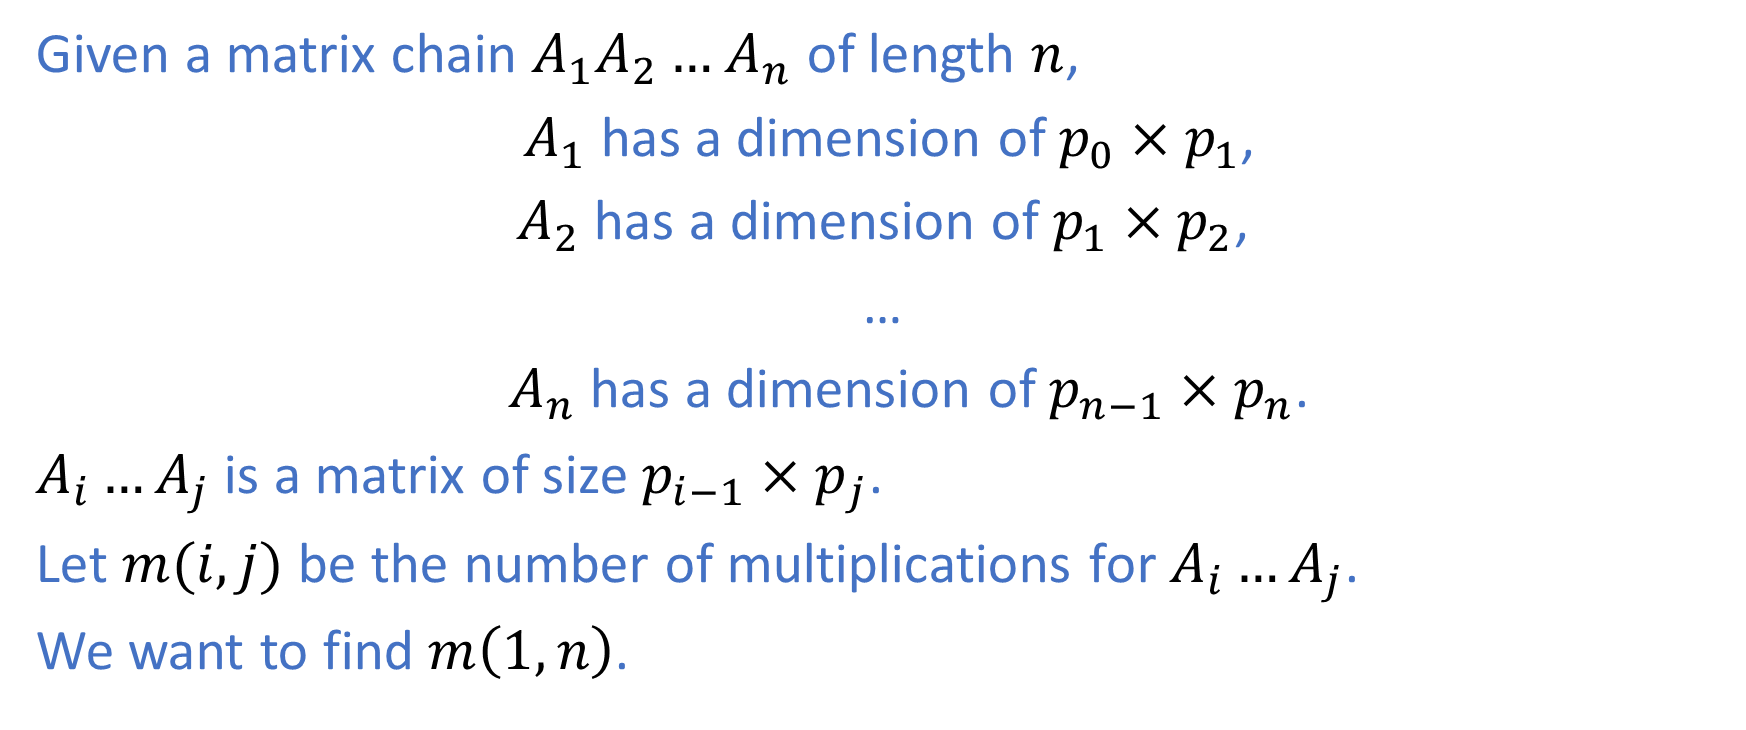 Given a matrix chain A₁A₂ … Aₙ of length n,
A₁ has a dimension of p₀ × p₁,
A₂ has a dimension of p₁ × p₂,
…
Aₙ has a dimension of pₙ₋₁ × pₙ.
Aᵢ … Aⱼ is a matrix of size pᵢ₋₁ × pⱼ.
Let m(i, j) be the number of multiplications for Aᵢ … Aⱼ.
We want to find m(1, n).